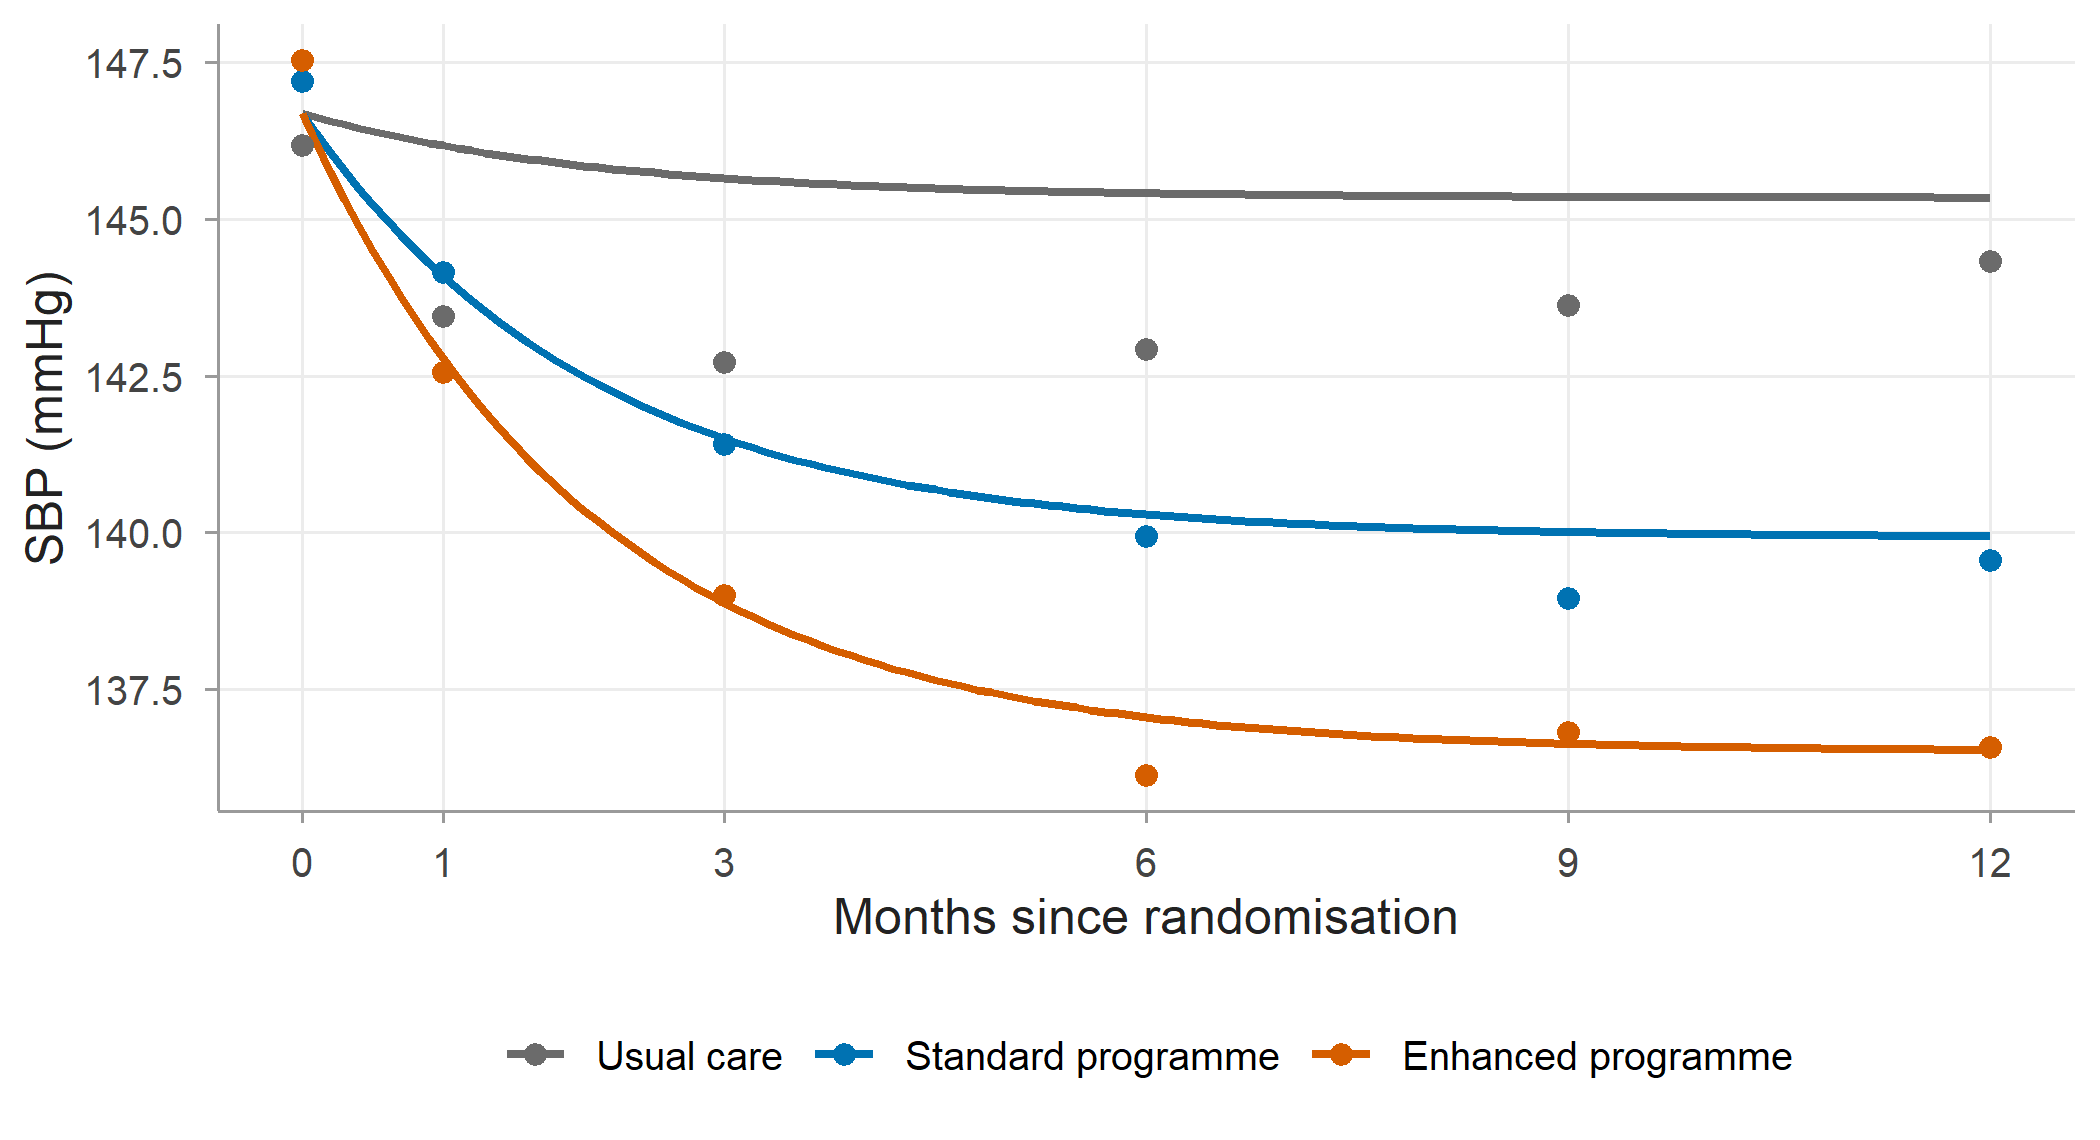 147.5
145.0
142.5
140.0
137.5
SBP (mmHg)
0 1 3 6 9 12
Months since randomisation
Usual care Standard programme Enhanced programme